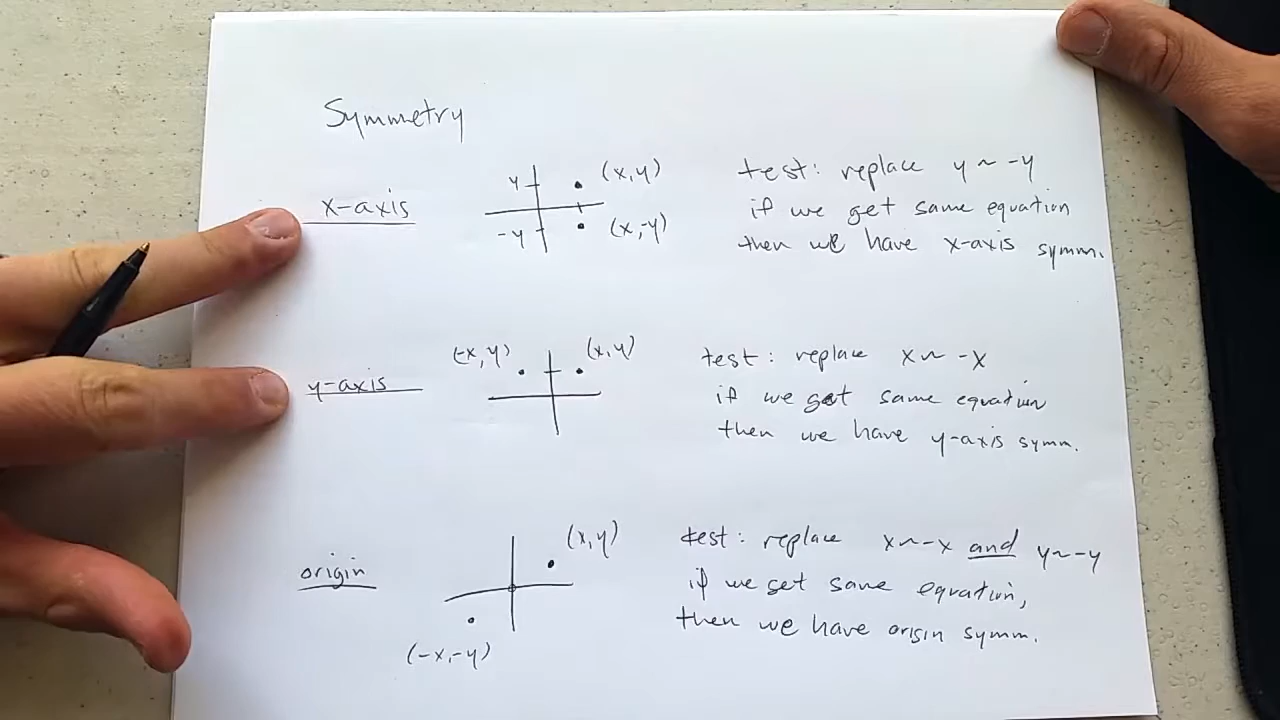 Symmetry
x-axis
y
-y
(x,y)
(x,-y)
test: replace y ~ -y
if we get same equation
then we have x-axis symm.
y-axis
(-x,y)
(x,y)
test: replace x ~ -x
if we get same equation
then we have y-axis symm.
origin
(x,y)
(-x,-y)
test: replace x ~ -x and y ~ -y
if we get same equation,
then we have origin symm.